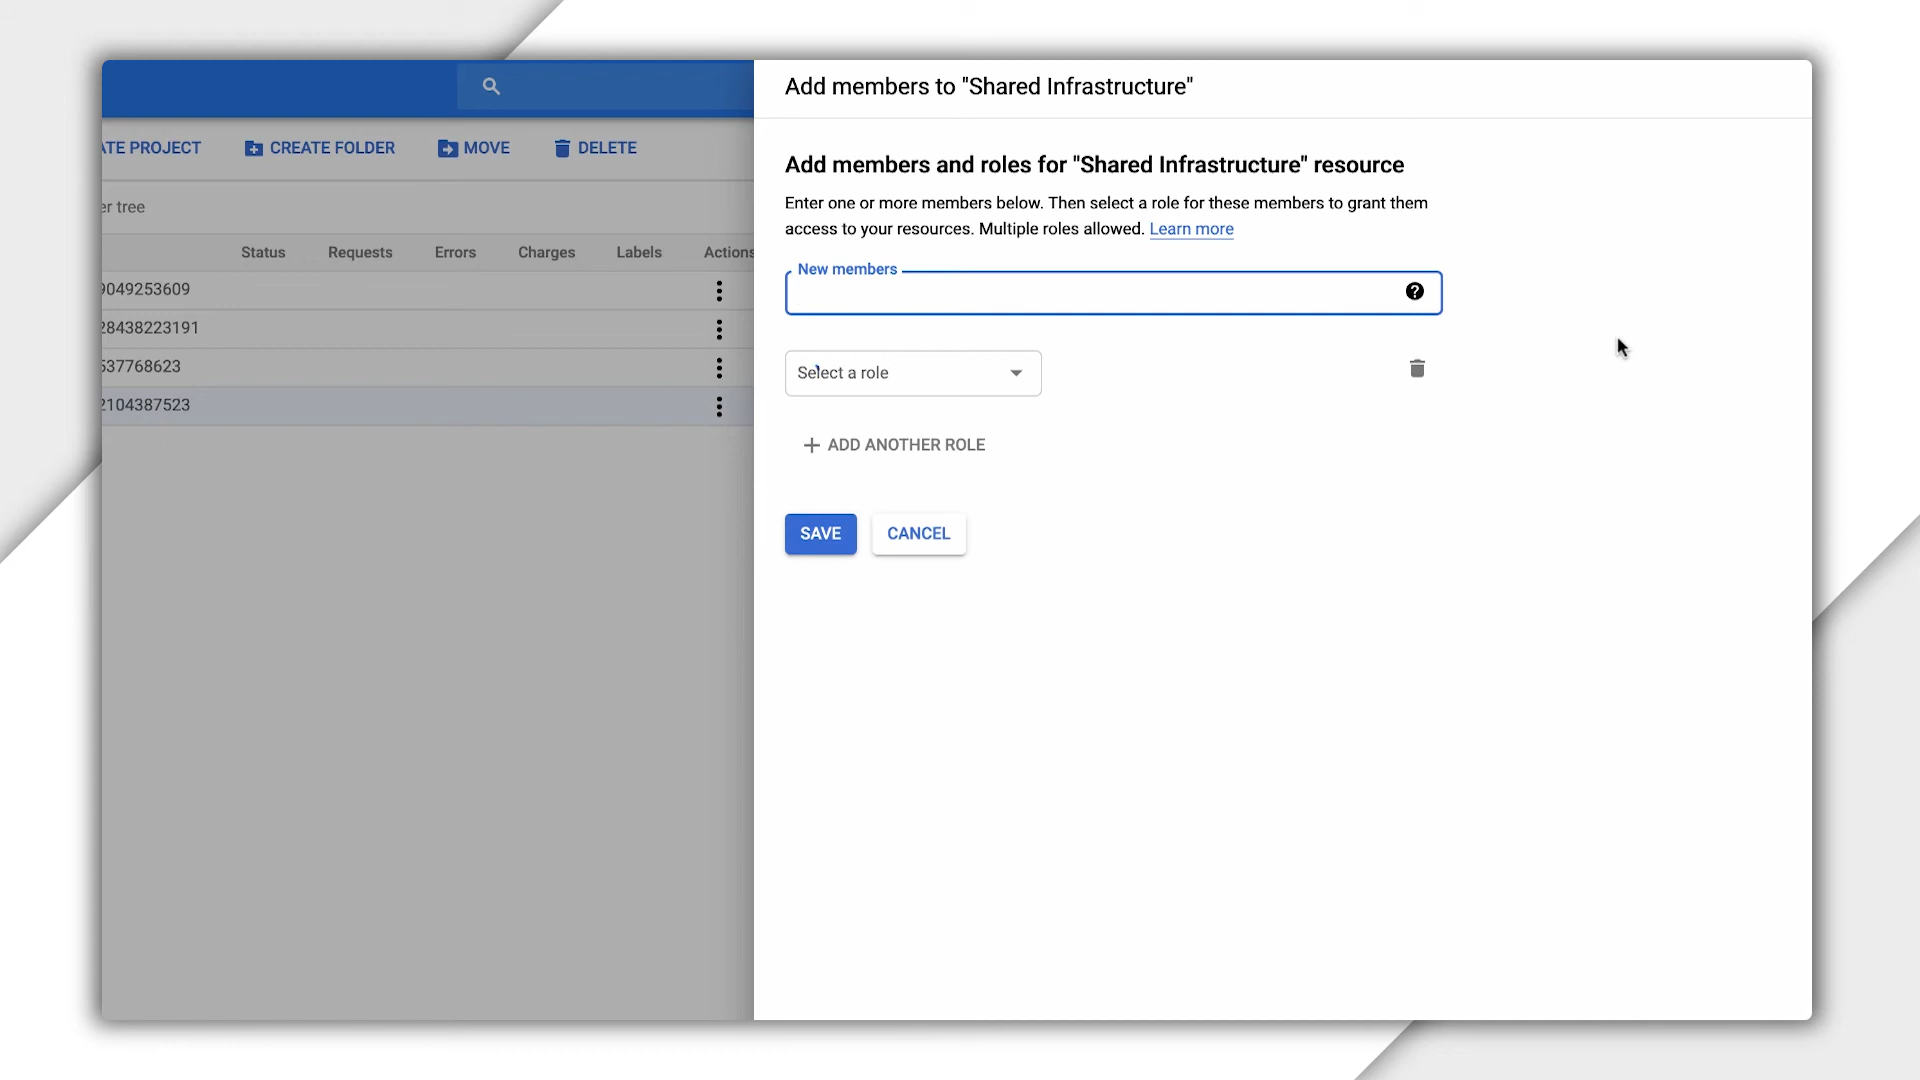 Add members to "Shared Infrastructure"
ATE PROJECT CREATE FOLDER MOVE DELETE
er tree
Status Requests Errors Charges Labels Actions
9049253609
28438223191
537768623
2104387523
Add members and roles for "Shared Infrastructure" resource
Enter one or more members below. Then select a role for these members to grant them
access to your resources. Multiple roles allowed. Learn more
New members
Select a role
ADD ANOTHER ROLE
SAVE CANCEL